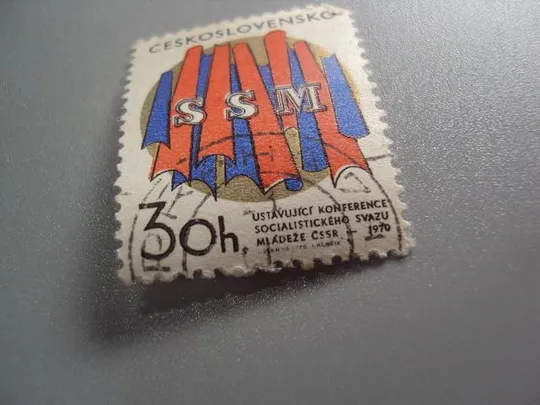 ČESKOSLOVENSKO
SSM
30h
USTAVUJÍCÍ KONFERENCE
SOCIALISTICKÉHO SVAZU
MLÁDEŽE ČSSR – 1970